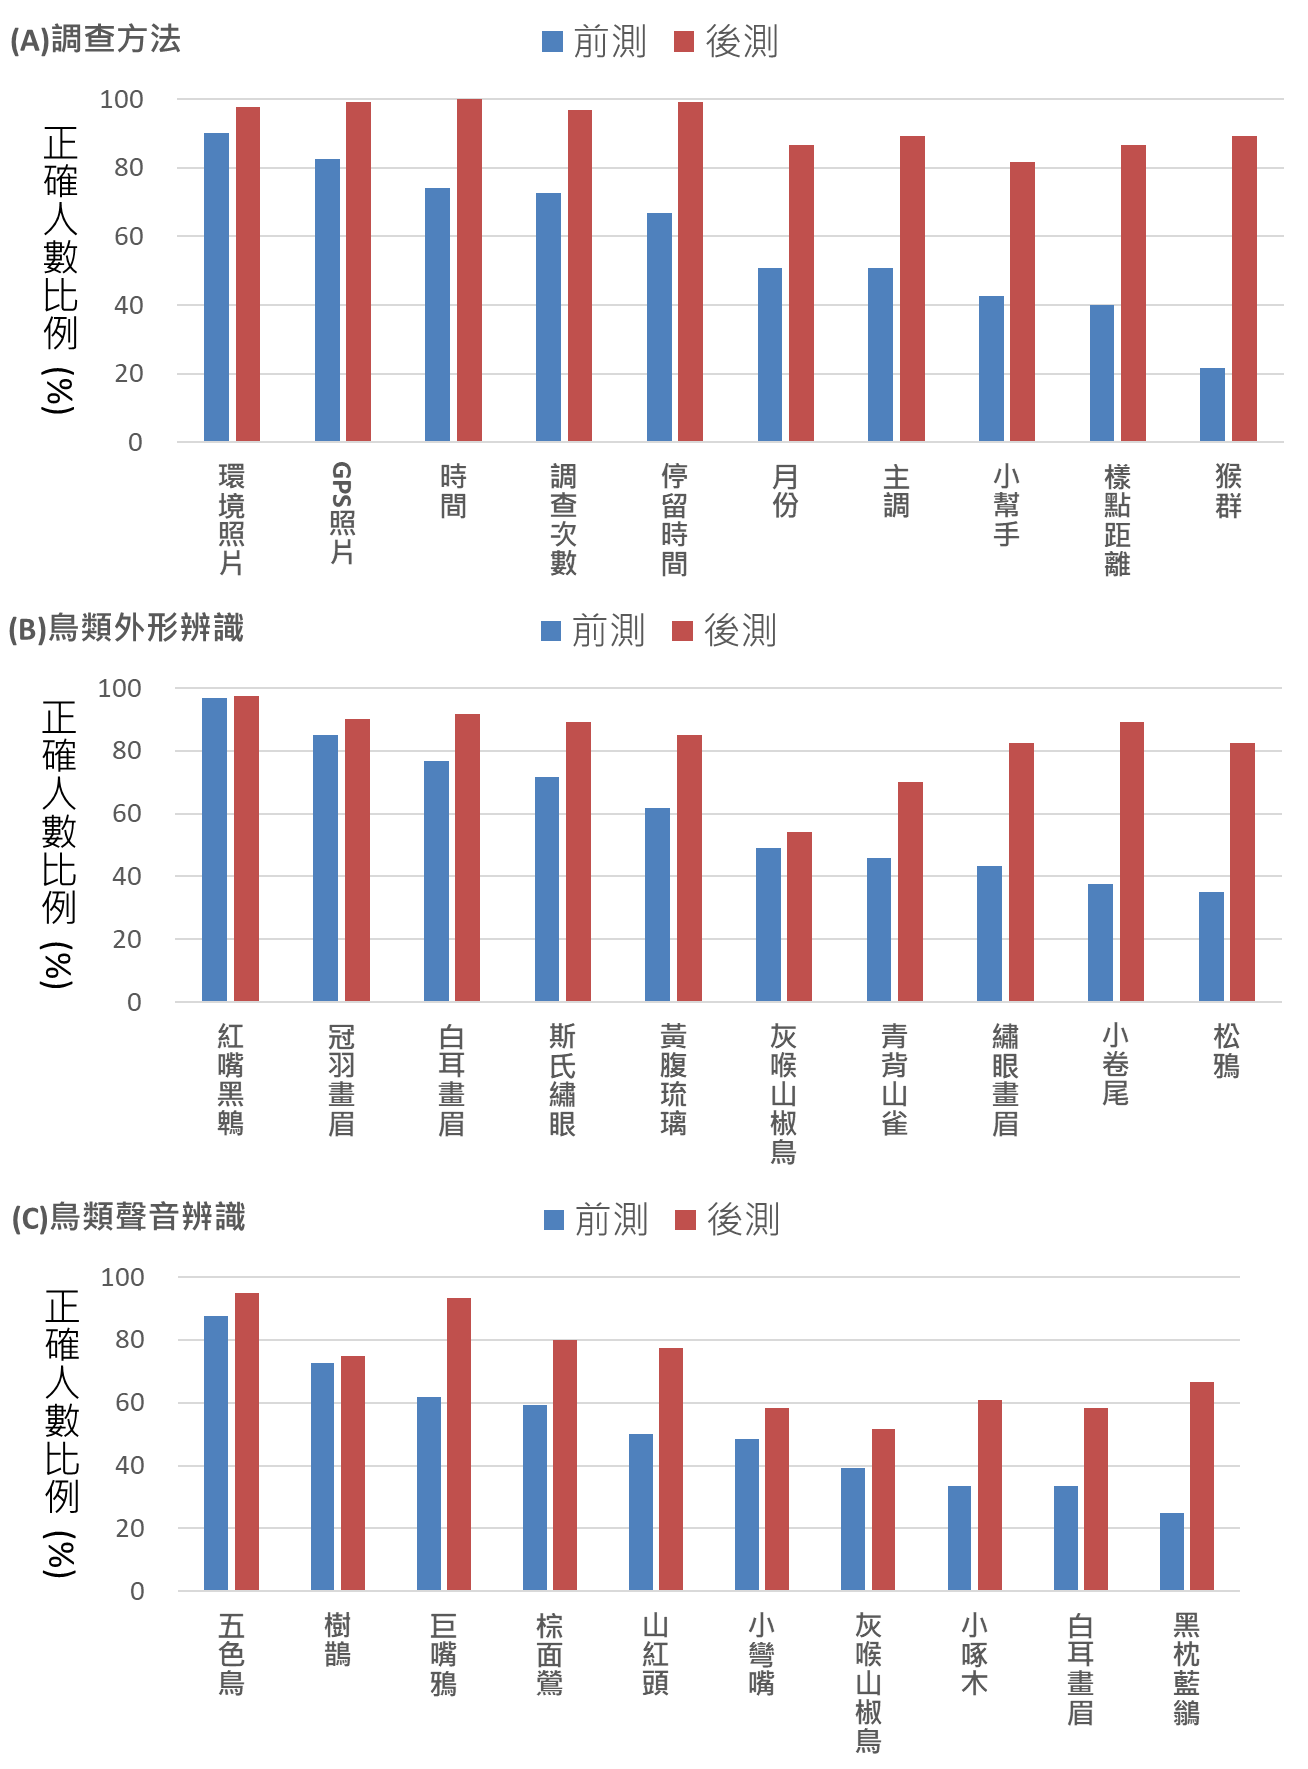 (A)調查方法
前測 後測
正確人數比例 (%)
100
80
60
40
20
0
環境照片
GPS照片
時間
調查次數
停留時間
月份
主調
小幫手
樣點距離
猴群
(B)鳥類外形辨識
前測 後測
正確人數比例 (%)
100
80
60
40
20
0
紅嘴黑鵯
冠羽畫眉
白耳畫眉
斯氏繡眼
黃腹琉璃
灰喉山椒鳥
青背山雀
繡眼畫眉
小卷尾
松鴉
(C)鳥類聲音辨識
前測 後測
正確人數比例 (%)
100
80
60
40
20
0
五色鳥
樹鵲
巨嘴鴉
棕面鶯
山紅頭
小彎嘴
灰喉山椒鳥
小啄木
白耳畫眉
黑枕藍鶲